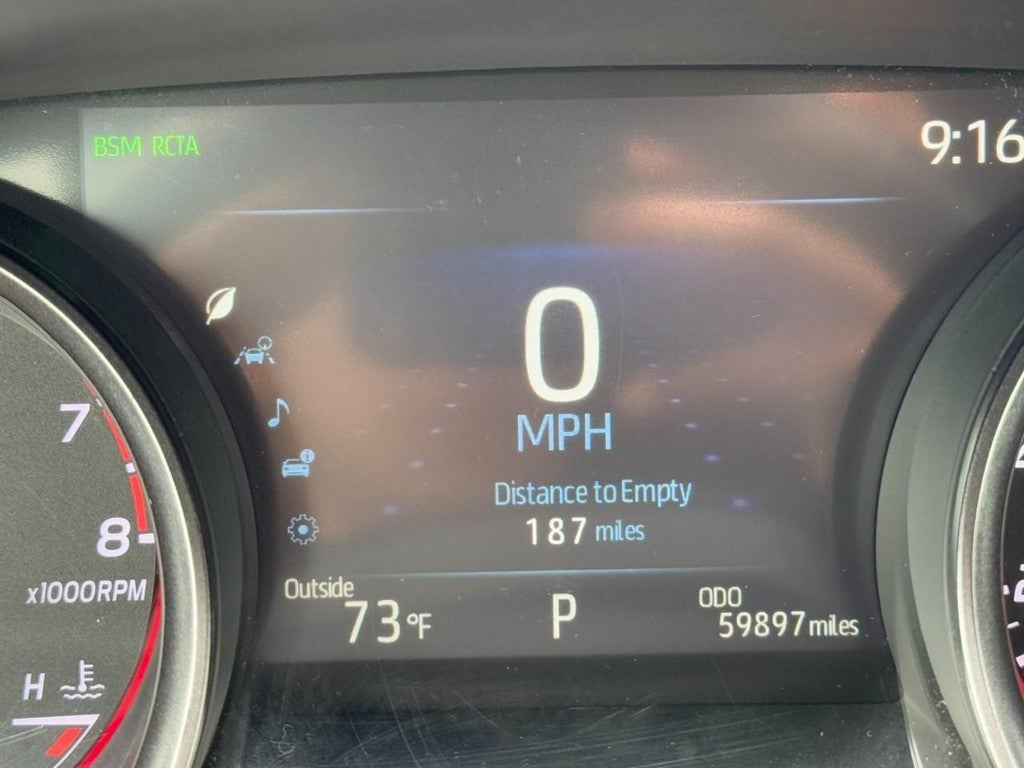 BSM RCTA
9:16
0
MPH
Distance to Empty
187 miles
Outside
73°F
P
ODO
59897 miles
7
8
x1000RPM
H